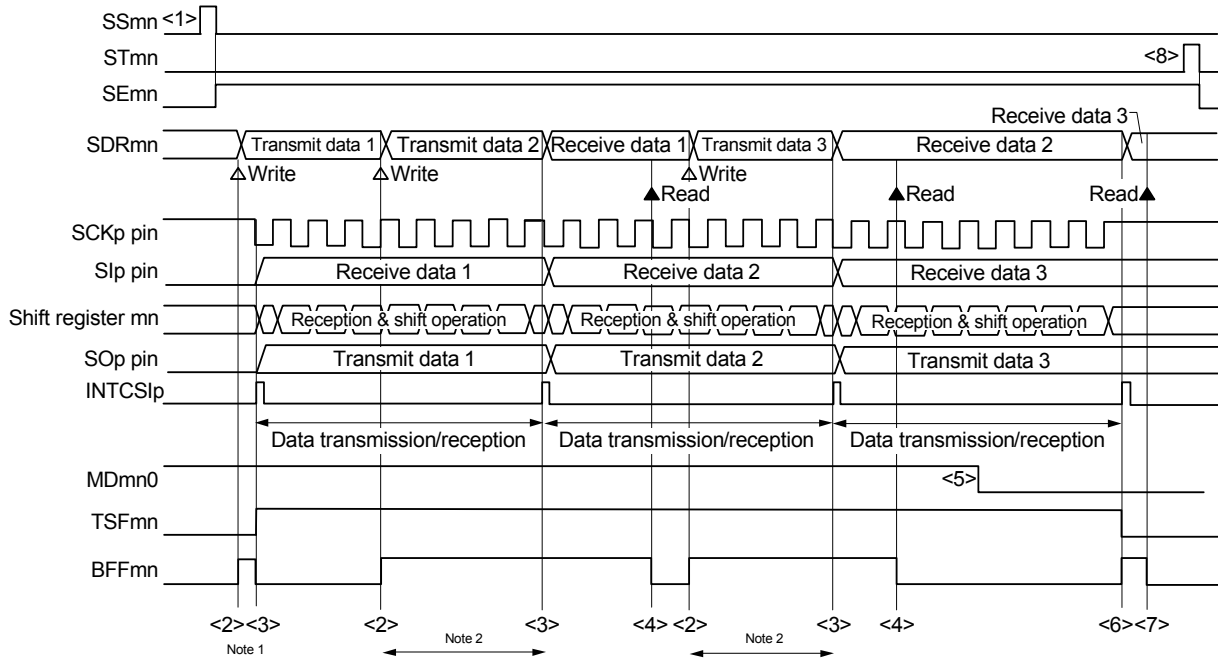 SSmn <1>
STmn <8>
SEmn
Receive data 3
SDRmn Transmit data 1 Transmit data 2 Receive data 1 Transmit data 3 Receive data 2
Write Write Write
Read Read Read
SCKp pin
SIp pin Receive data 1 Receive data 2 Receive data 3
Shift register mn Reception & shift operation Reception & shift operation Reception & shift operation
SOp pin Transmit data 1 Transmit data 2 Transmit data 3
INTCSIp
Data transmission/reception Data transmission/reception Data transmission/reception
MDmn0 <5>
TSFmn
BFFmn
<2> <3> <2> <3> <4> <2> <3> <4> <6> <7>
Note 1 Note 2 Note 2